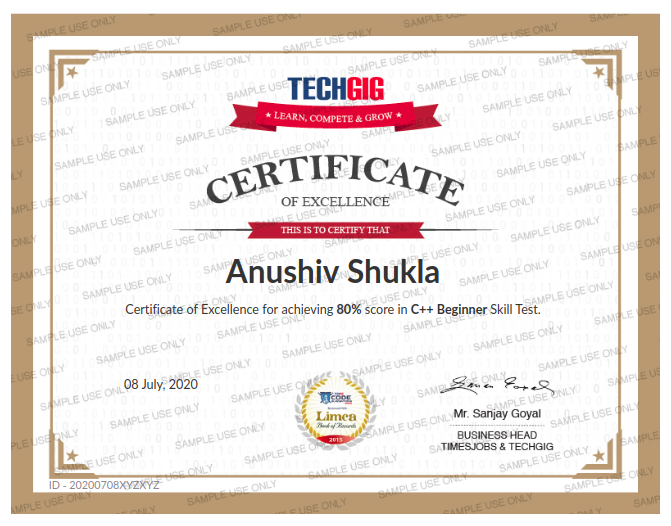 TECHGIG
★ LEARN, COMPETE & GROW ★
CERTIFICATE
OF EXCELLENCE
THIS IS TO CERTIFY THAT
Anushiv Shukla
Certificate of Excellence for achieving 80% score in C++ Beginner Skill Test.
08 July, 2020
CODE
Limca
Book of Records
2015
Mr. Sanjay Goyal
BUSINESS HEAD
TIMESJOBS & TECHGIG
ID - 20200708XYZXYZ
SAMPLE USE ONLY